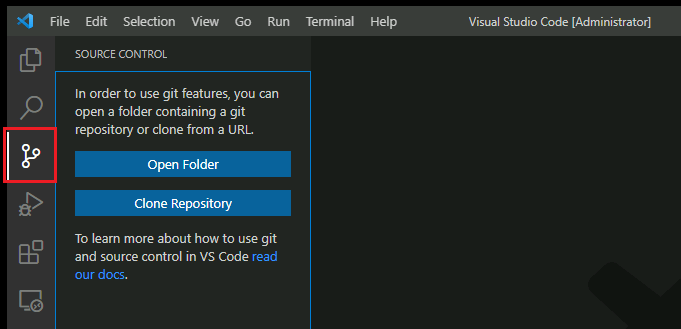 File Edit Selection View Go Run Terminal Help Visual Studio Code [Administrator]
SOURCE CONTROL
In order to use git features, you can
open a folder containing a git
repository or clone from a URL.
Open Folder
Clone Repository
To learn more about how to use git
and source control in VS Code read
our docs.